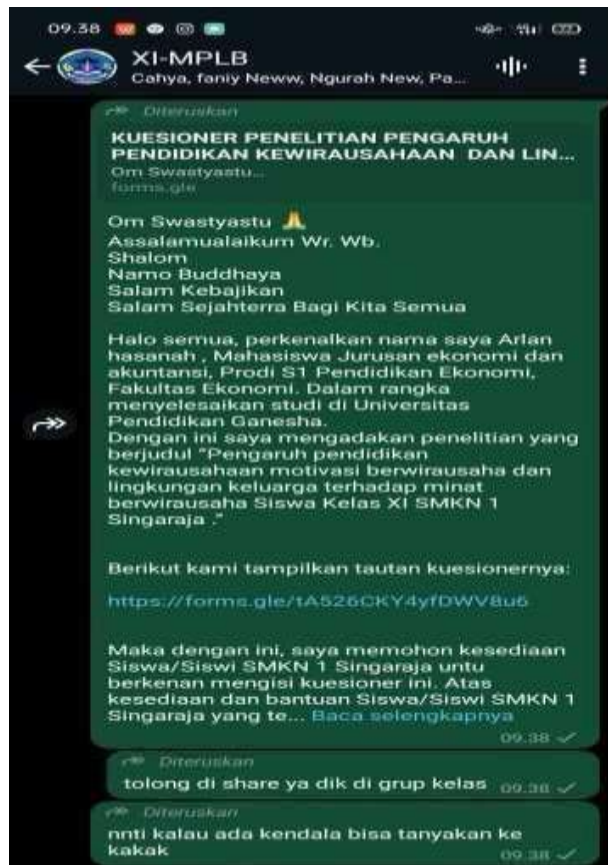 09.38
XI-MPLB
Cahya, faniy Neww, Ngurah New, Pa...
Diteruskan
KUESIONER PENELITIAN PENGARUH
PENDIDIKAN KEWIRAUSAHAAN DAN LIN...
Om Swastyastu...
forms.gle
Om Swastyastu 🙏
Assalamualaikum Wr. Wb.
Shalom
Namo Buddhaya
Salam Kebajikan
Salam Sejahterra Bagi Kita Semua
Halo semua, perkenalkan nama saya Arlan
hasanah , Mahasiswa Jurusan ekonomi dan
akuntansi, Prodi S1 Pendidikan Ekonomi,
Fakultas Ekonomi. Dalam rangka
menyelesaikan studi di Universitas
Pendidikan Ganesha.
Dengan ini saya mengadakan penelitian yang
berjudul "Pengaruh pendidikan
kewirausahaan motivasi berwirausaha dan
lingkungan keluarga terhadap minat
berwirausaha Siswa Kelas XI SMKN 1
Singaraja ."
Berikut kami tampilkan tautan kuesionernya:
https://forms.gle/tA526CKY4yfDWV8u6
Maka dengan ini, saya memohon kesediaan
Siswa/Siswi SMKN 1 Singaraja untu
berkenan mengisi kuesioner ini. Atas
kesediaan dan bantuan Siswa/Siswi SMKN 1
Singaraja yang te... Baca selengkapnya
09.38
Diteruskan
tolong di share ya dik di grup kelas 09.38
Diteruskan
nnti kalau ada kendala bisa tanyakan ke
kakak
09.38